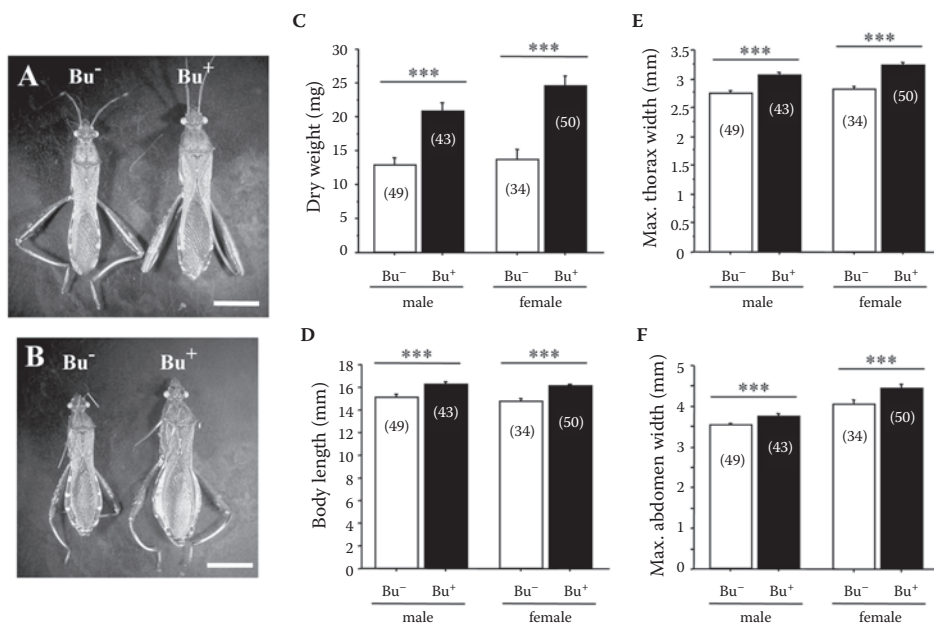 A
Bu⁻ Bu⁺
B
Bu⁻ Bu⁺
C
Dry weight (mg)
30
25
20
15
10
5
0
*** ***
(49) (43) (34) (50)
Bu⁻ Bu⁺ Bu⁻ Bu⁺
male female
D
Body length (mm)
18
16
14
12
10
8
6
4
2
0
*** ***
(49) (43) (34) (50)
Bu⁻ Bu⁺ Bu⁻ Bu⁺
male female
E
Max. thorax width (mm)
3.5
3
2.5
2
1.5
1
0.5
0
*** ***
(49) (43) (34) (50)
Bu⁻ Bu⁺ Bu⁻ Bu⁺
male female
F
Max. abdomen width (mm)
5
4
3
2
1
0
*** ***
(49) (43) (34) (50)
Bu⁻ Bu⁺ Bu⁻ Bu⁺
male female